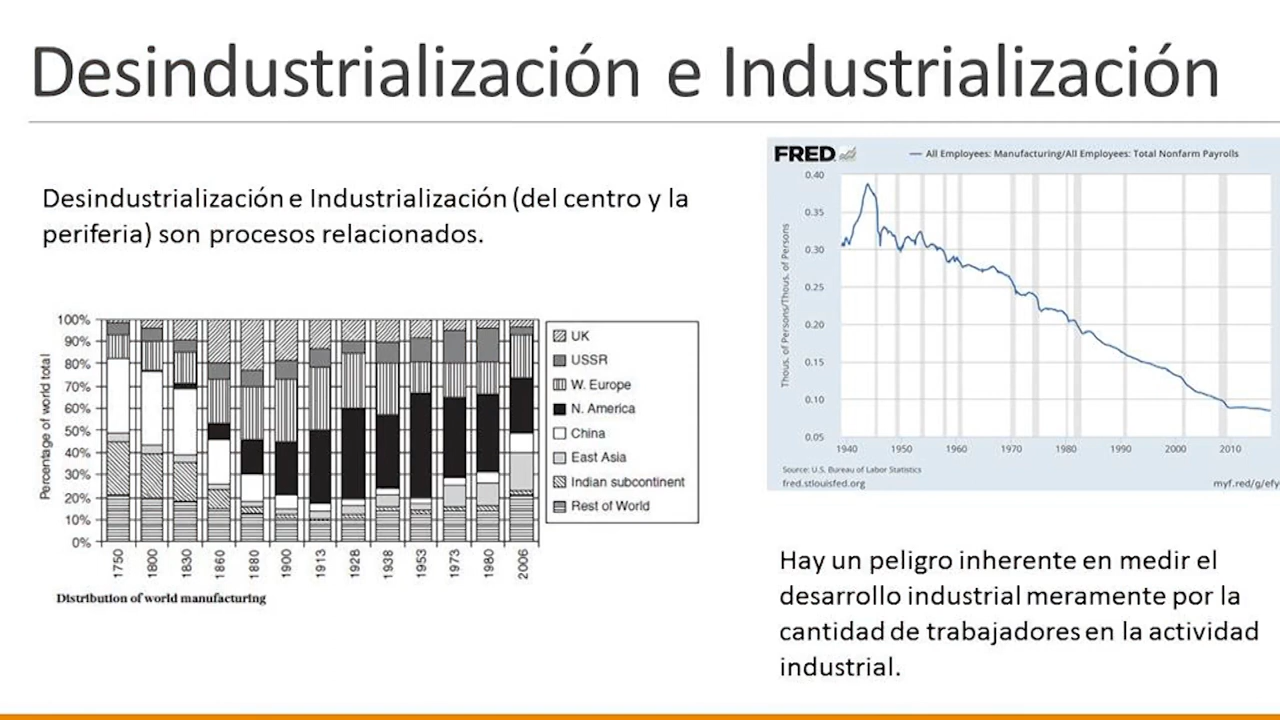 Desindustrialización e Industrialización
Desindustrialización e Industrialización (del centro y la
periferia) son procesos relacionados.
Percentage of world total
100%
90%
80%
70%
60%
50%
40%
30%
20%
10%
0%
1750
1800
1830
1860
1880
1900
1913
1928
1938
1953
1973
1980
2006
UK
USSR
W. Europe
N. America
China
East Asia
Indian subcontinent
Rest of World
Distribution of world manufacturing
FRED
All Employees: Manufacturing/All Employees: Total Nonfarm Payrolls
Thous. of Persons/Thous. of Persons
0.40
0.35
0.30
0.25
0.20
0.15
0.10
0.05
1940
1950
1960
1970
1980
1990
2000
2010
Source: U.S. Bureau of Labor Statistics
fred.stlouisfed.org
myf.red/g/efy
Hay un peligro inherente en medir el
desarrollo industrial meramente por la
cantidad de trabajadores en la actividad
industrial.